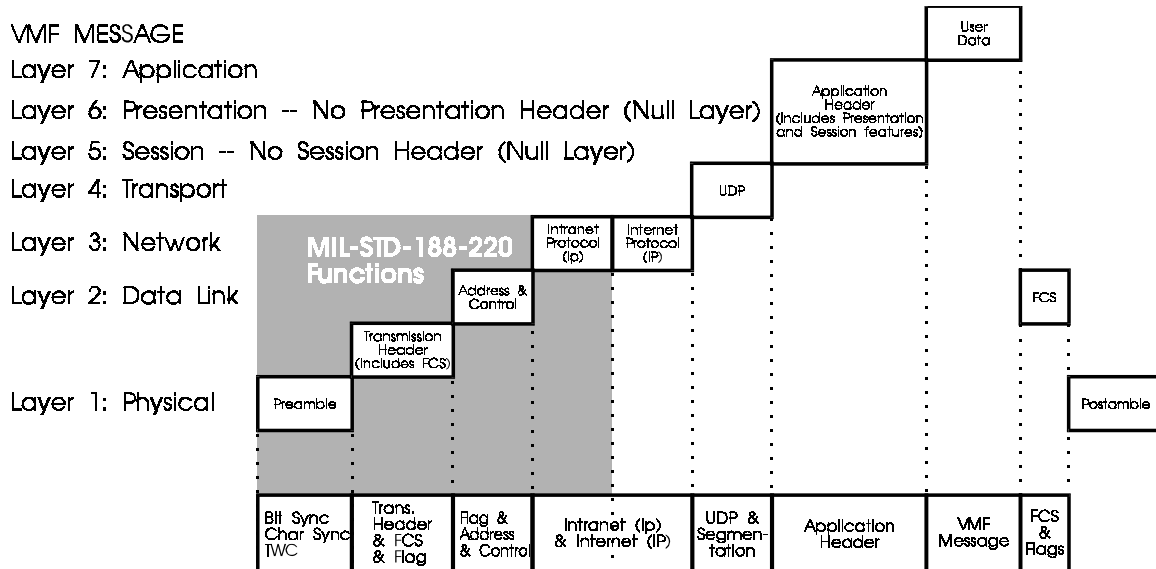 VMF MESSAGE
Layer 7: Application
Layer 6: Presentation -- No Presentation Header (Null Layer)
Layer 5: Session -- No Session Header (Null Layer)
Layer 4: Transport
Layer 3: Network
Layer 2: Data Link
Layer 1: Physical
MIL-STD-188-220
Functions
User
Data
Application
Header
(Includes Presentation
and Session features)
UDP
Intranet
Protocol
(Ip)
Internet
Protocol
(IP)
Address &
Control
FCS
Transmission
Header
(Includes FCS)
Preamble
Postamble
Bit Sync
Char Sync
TWC
Trans.
Header
& FCS
& Flag
Flag &
Address
& Control
Intranet (Ip)
& Internet (IP)
UDP &
Segmen-
tation
Application
Header
VMF
Message
FCS
&
Flags